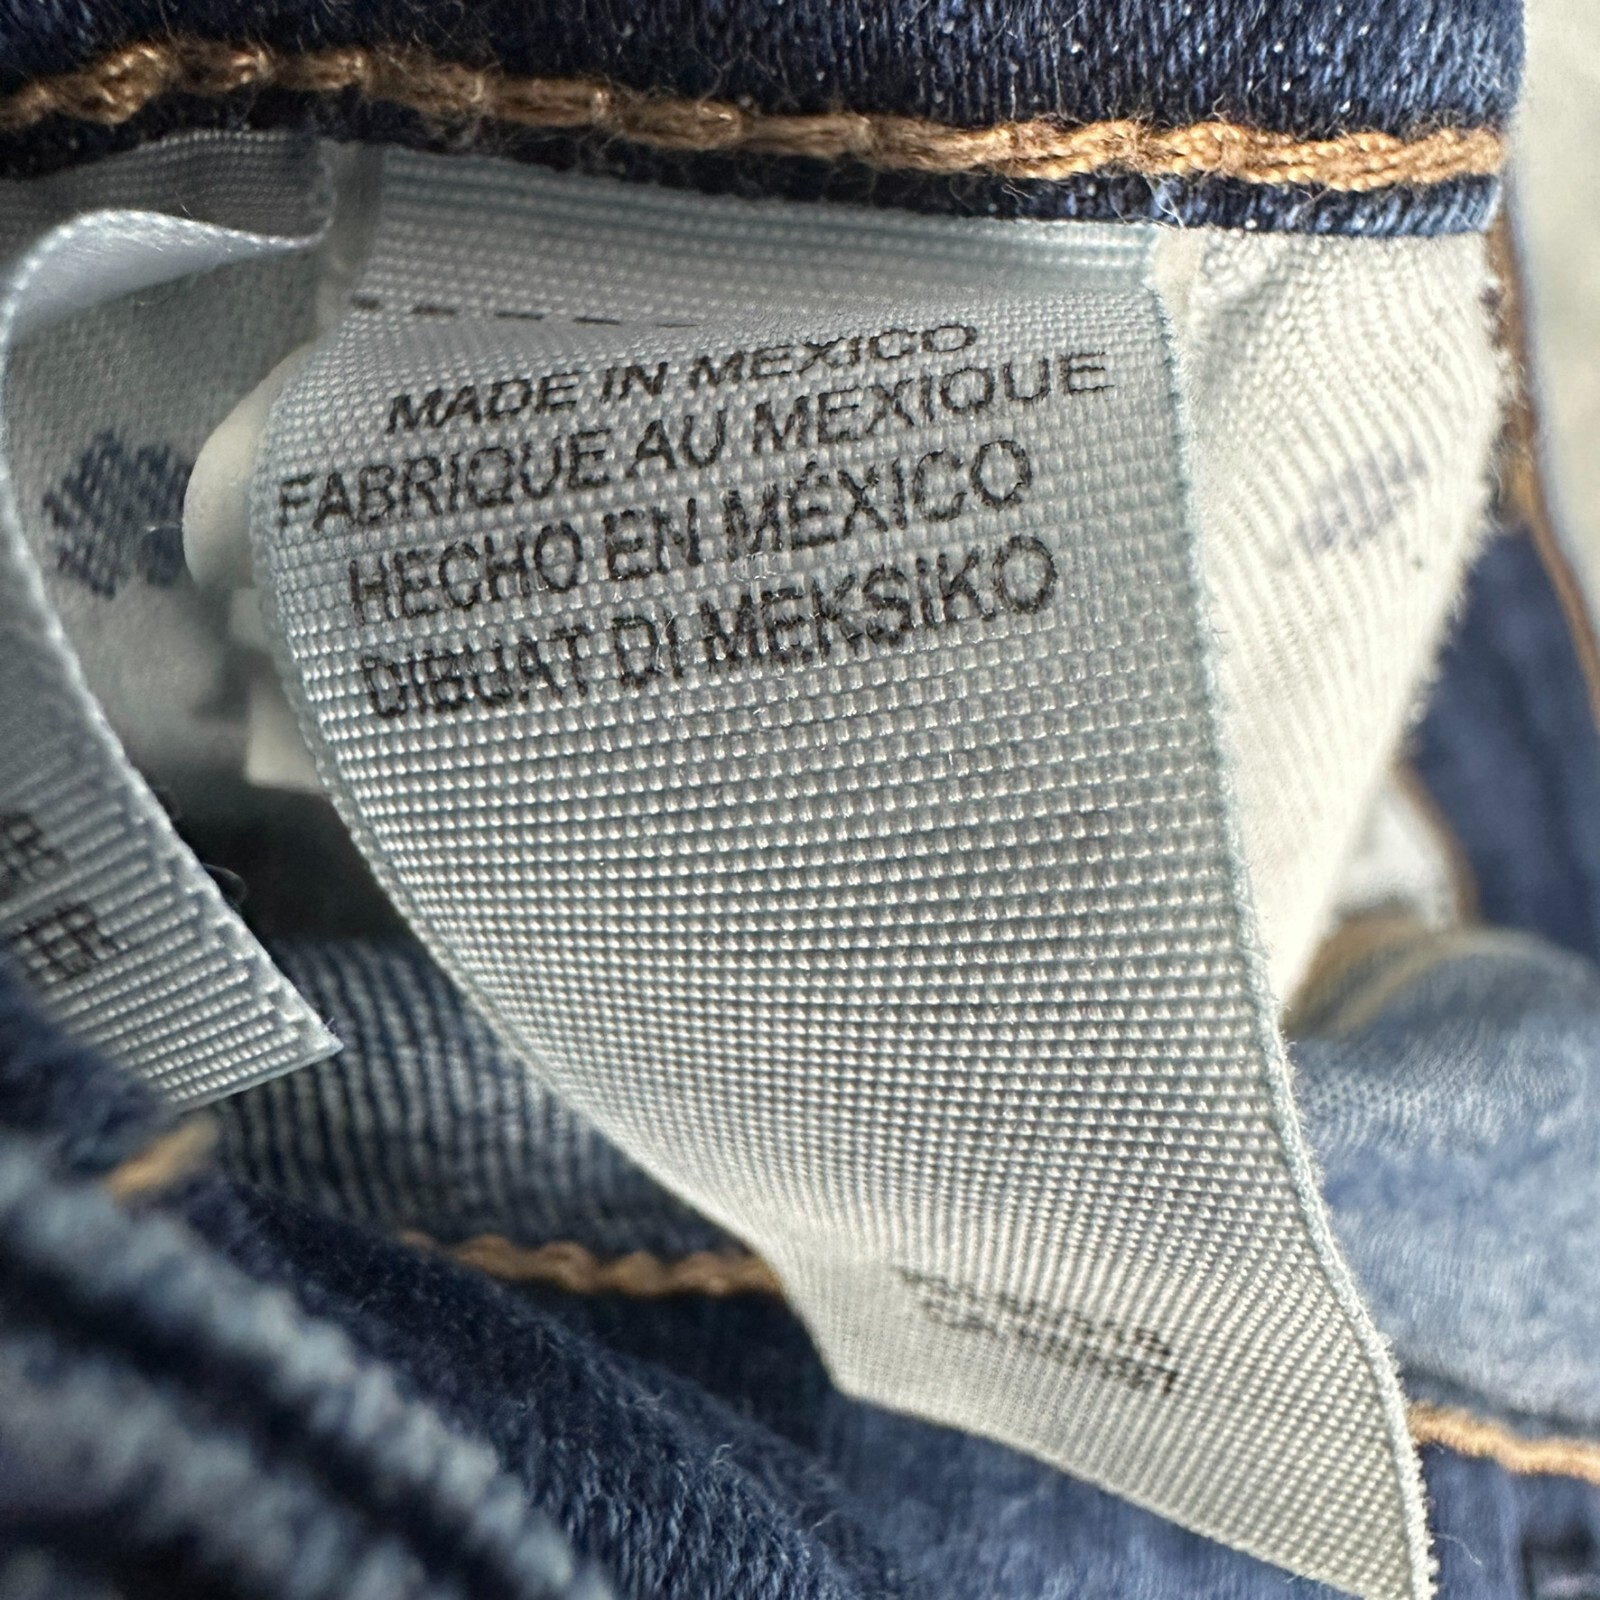 MADE IN MEXICO
FABRIQUE AU MEXIQUE
HECHO EN MÉXICO
DIBUAT DI MEKSIKO